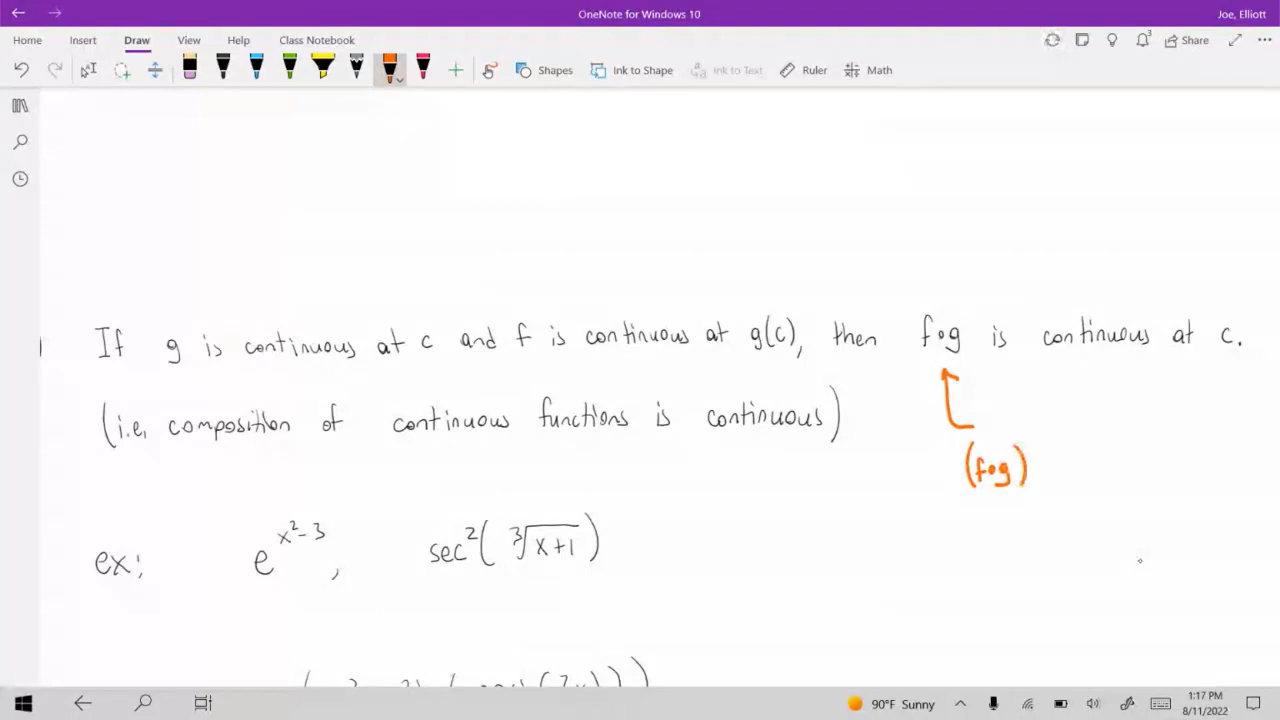 OneNote for Windows 10
Joe, Elliott
Home Insert Draw View Help Class Notebook
Share
Shapes Ink to Shape Ink to Text Ruler Math
If g is continuous at c and f is continuous at g(c), then f∘g is continuous at c.
(i.e, composition of continuous functions is continuous)
(f∘g)
ex: e^{x²-3}, sec²(∛(x+1))
90°F Sunny
1:17 PM
8/11/2022